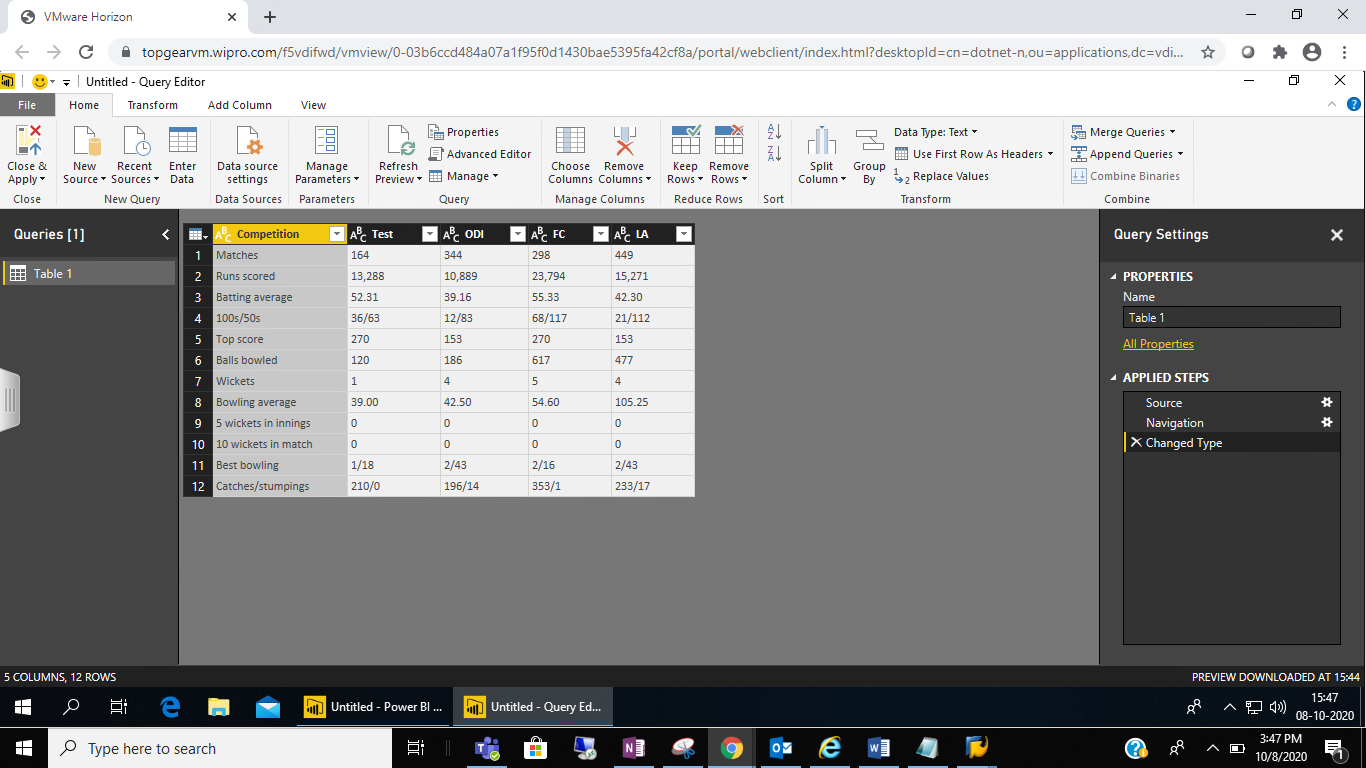 VMware Horizon
topgearvm.wipro.com/f5vdifwd/vmview/0-03b6ccd484a07a1f95f0d1430bae5395fa42cf8a/portal/webclient/index.html?desktopId=cn=dotnet-n,ou=applications,dc=vdi...
Untitled - Query Editor
File Home Transform Add Column View
Close & Apply
New Source
Recent Sources
Enter Data
Data source settings
Manage Parameters
Refresh Preview
Properties
Advanced Editor
Manage
Choose Columns
Remove Columns
Keep Rows
Remove Rows
Split Column
Group By
Data Type: Text
Use First Row As Headers
Replace Values
Merge Queries
Append Queries
Combine Binaries
Close New Query Data Sources Parameters Query Manage Columns Reduce Rows Sort Transform Combine
Queries [1]
Table 1
Competition Test ODI FC LA
1 Matches 164 344 298 449
2 Runs scored 13,288 10,889 23,794 15,271
3 Batting average 52.31 39.16 55.33 42.30
4 100s/50s 36/63 12/83 68/117 21/112
5 Top score 270 153 270 153
6 Balls bowled 120 186 617 477
7 Wickets 1 4 5 4
8 Bowling average 39.00 42.50 54.60 105.25
9 5 wickets in innings 0 0 0 0
10 10 wickets in match 0 0 0 0
11 Best bowling 1/18 2/43 2/16 2/43
12 Catches/stumpings 210/0 196/14 353/1 233/17
Query Settings
PROPERTIES
Name
Table 1
All Properties
APPLIED STEPS
Source
Navigation
Changed Type
5 COLUMNS, 12 ROWS
PREVIEW DOWNLOADED AT 15:44
Untitled - Power BI ...
Untitled - Query Ed...
15:47
08-10-2020
Type here to search
3:47 PM
10/8/2020